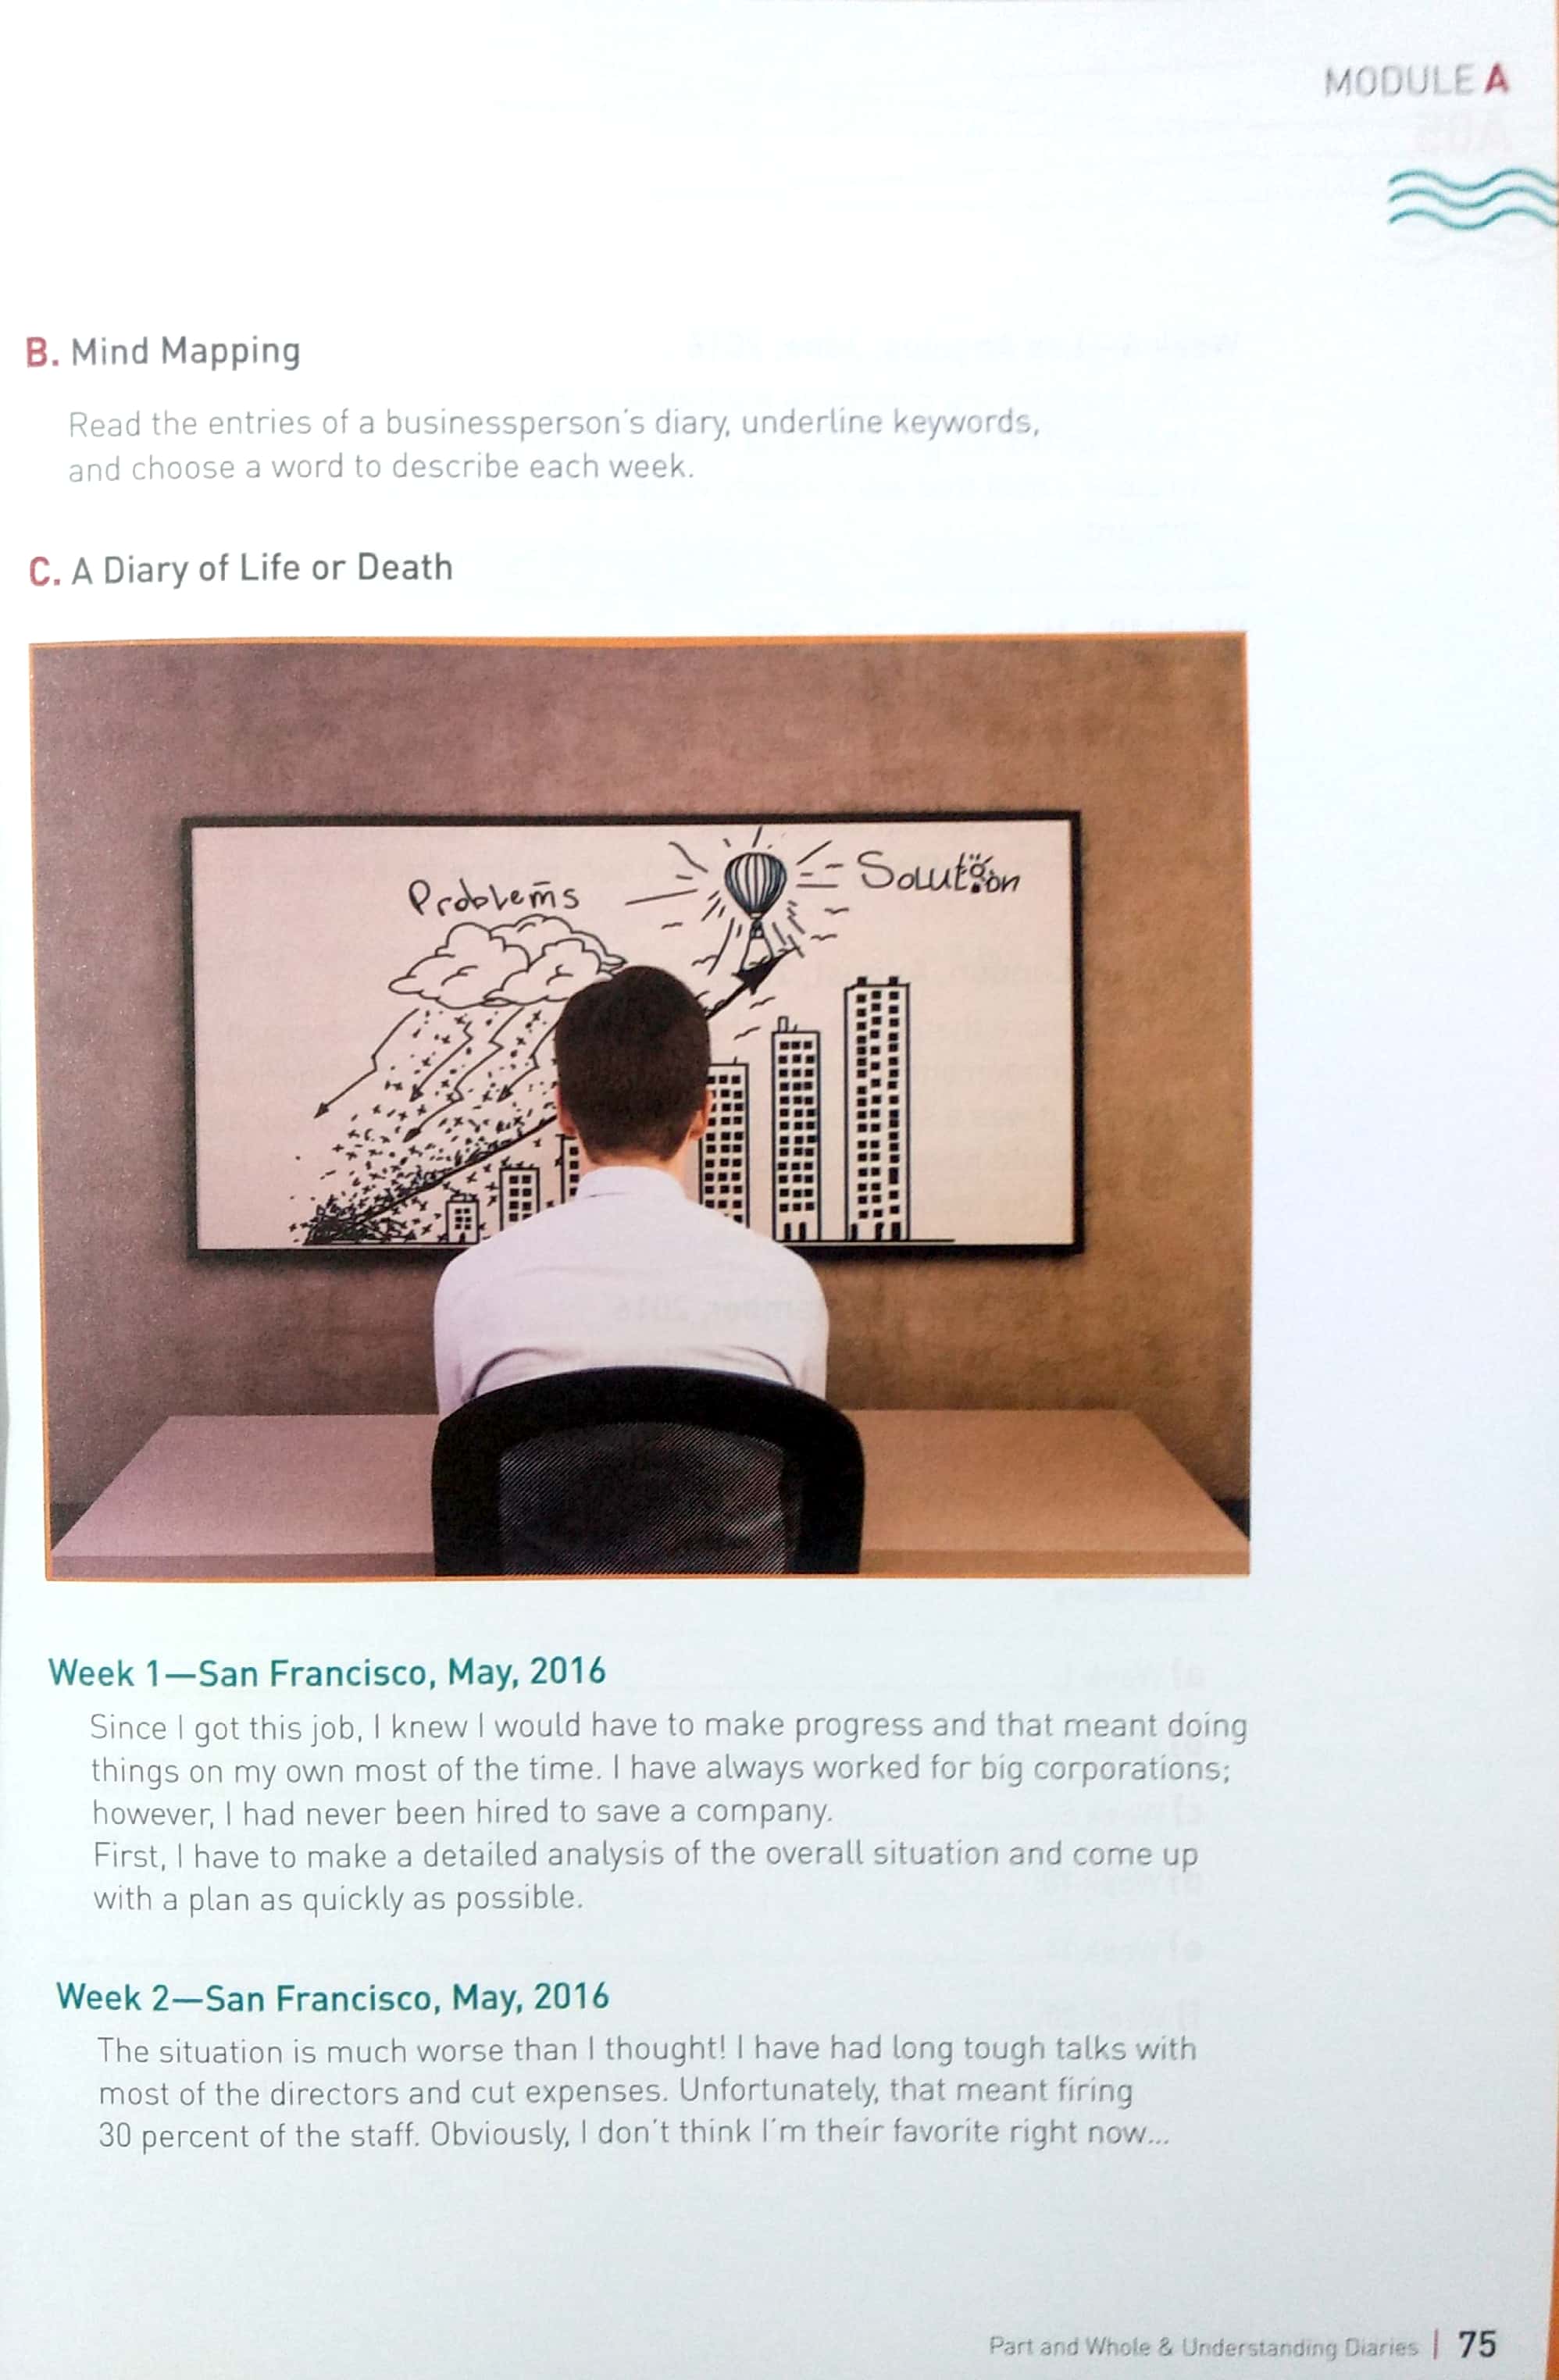 MODULE A
B. Mind Mapping
Read the entries of a businessperson's diary, underline keywords,
and choose a word to describe each week.
C. A Diary of Life or Death
Problems
Solution
Week 1—San Francisco, May, 2016
Since I got this job, I knew I would have to make progress and that meant doing
things on my own most of the time. I have always worked for big corporations;
however, I had never been hired to save a company.
First, I have to make a detailed analysis of the overall situation and come up
with a plan as quickly as possible.
Week 2—San Francisco, May, 2016
The situation is much worse than I thought! I have had long tough talks with
most of the directors and cut expenses. Unfortunately, that meant firing
30 percent of the staff. Obviously, I don't think I'm their favorite right now...
Part and Whole & Understanding Diaries | 75